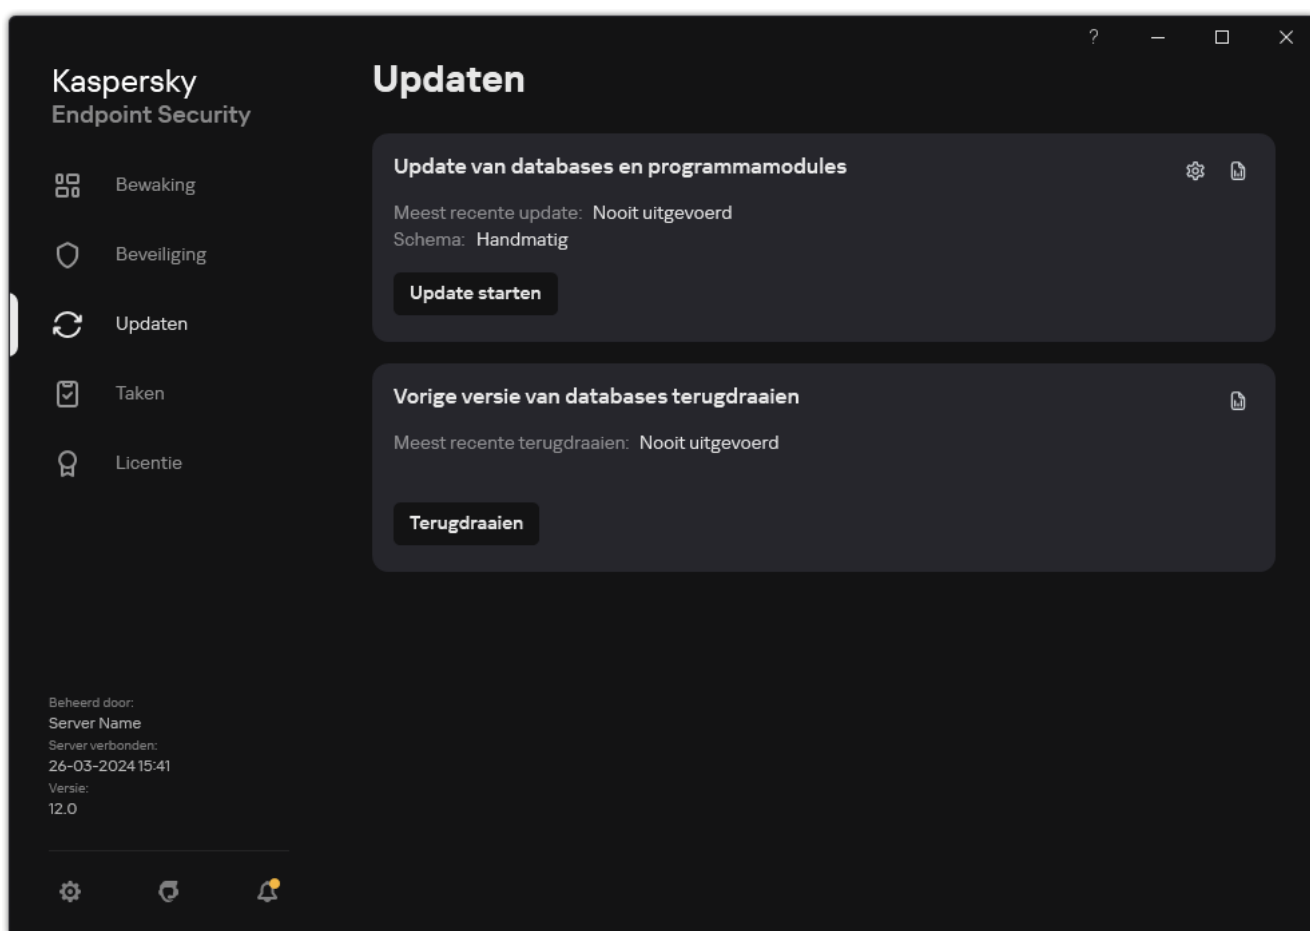 ?
Kaspersky
Endpoint Security
Bewaking
Beveiliging
Updaten
Taken
Licentie
Beheerd door:
Server Name
Server verbonden:
26-03-2024 15:41
Versie:
12.0
Updaten
Update van databases en programmamodules
Meest recente update: Nooit uitgevoerd
Schema: Handmatig
Update starten
Vorige versie van databases terugdraaien
Meest recente terugdraaien: Nooit uitgevoerd
Terugdraaien